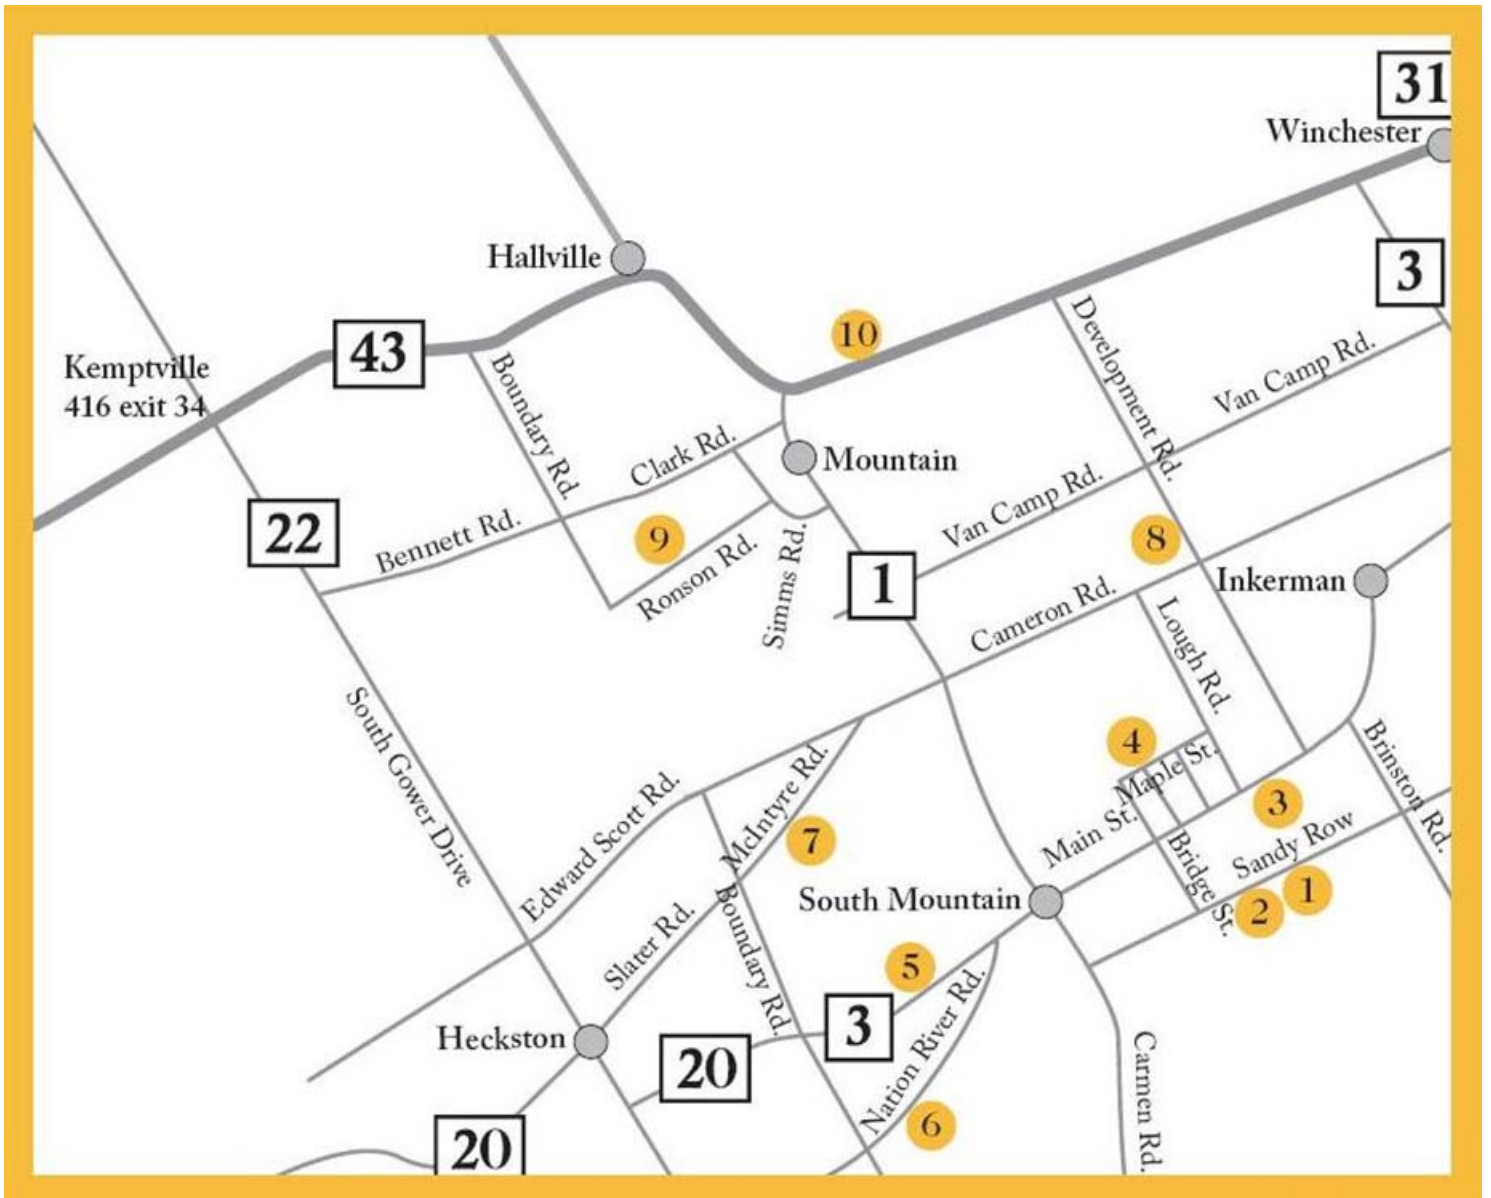 31
Winchester
Hallville
3
10
43
Kemptville
416 exit 34
Development Rd.
Van Camp Rd.
Boundary Rd.
Clark Rd.
Mountain
22
Bennett Rd.
9
Ronson Rd.
Simms Rd.
Van Camp Rd.
8
1
Inkerman
Cameron Rd.
Lough Rd.
South Gower Drive
4
Maple St.
Brinston Rd.
Edward Scott Rd.
McIntyre Rd.
7
3
Main St.
Sandy Row
Bridge St.
1
2
South Mountain
Slater Rd.
Boundary Rd.
5
Nation River Rd.
3
Heckston
20
Carmen Rd.
6
20